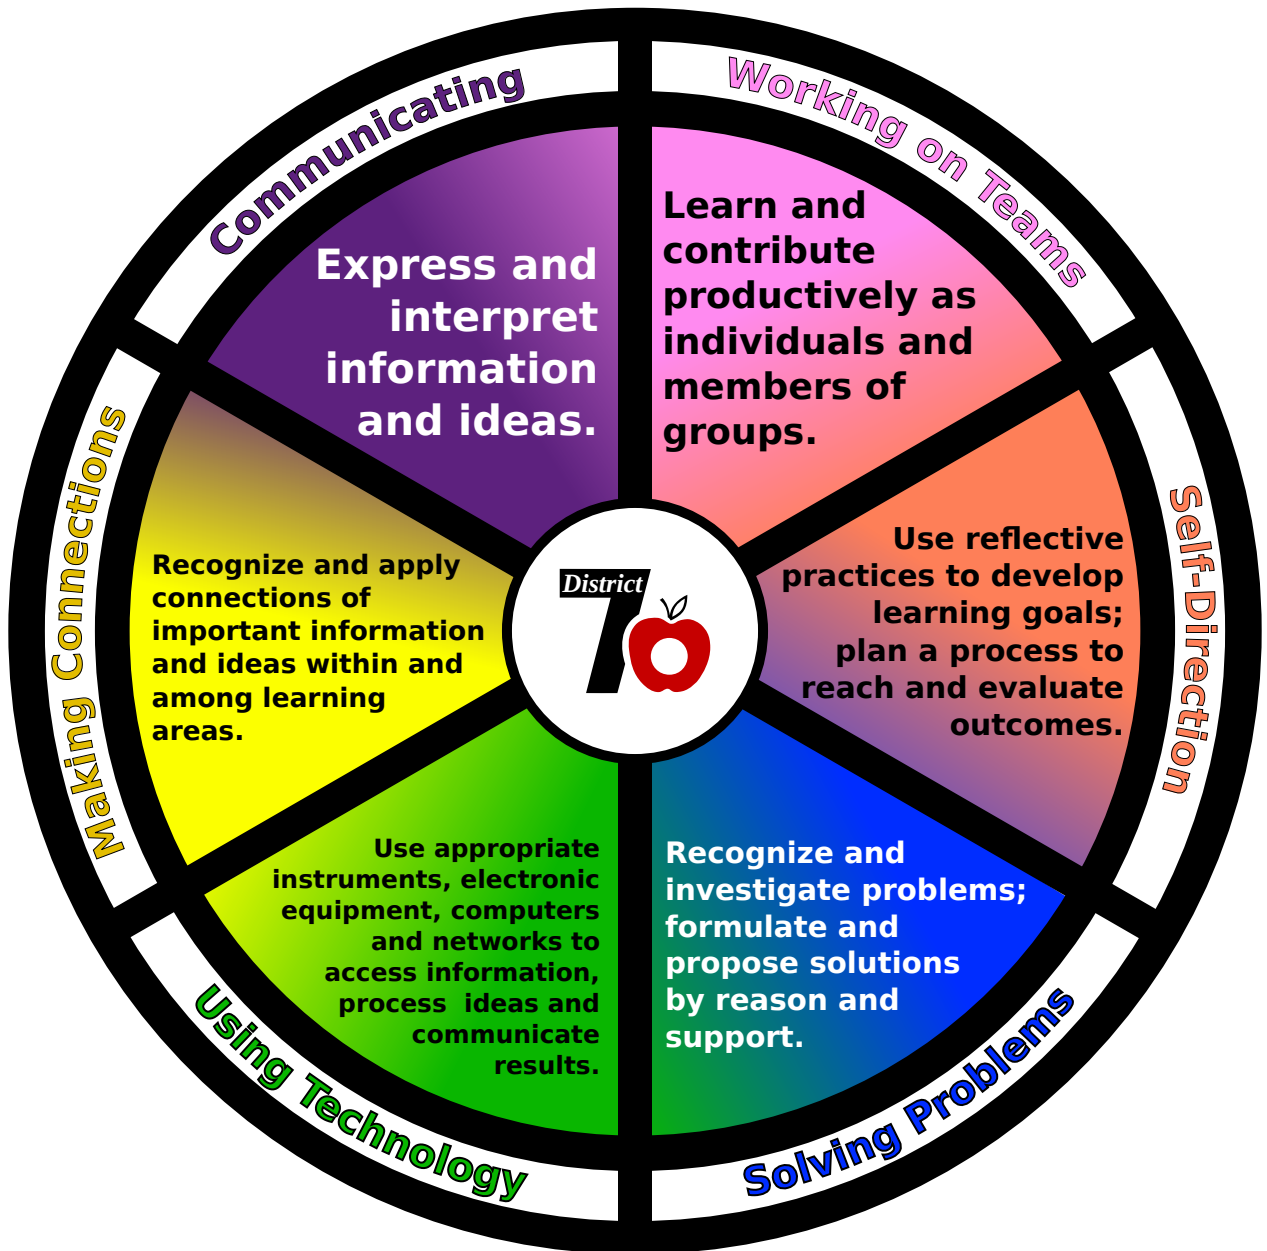 Communicating
Express and
interpret
information
and ideas.
Working on Teams
Learn and
contribute
productively as
individuals and
members of
groups.
Self-Direction
Use reflective
practices to develop
learning goals;
plan a process to
reach and evaluate
outcomes.
Solving Problems
Recognize and
investigate problems;
formulate and
propose solutions
by reason and
support.
Using Technology
Use appropriate
instruments, electronic
equipment, computers
and networks to
access information,
process  ideas and
communicate
results.
Making Connections
Recognize and apply
connections of
important information
and ideas within and
among learning
areas.
District
70